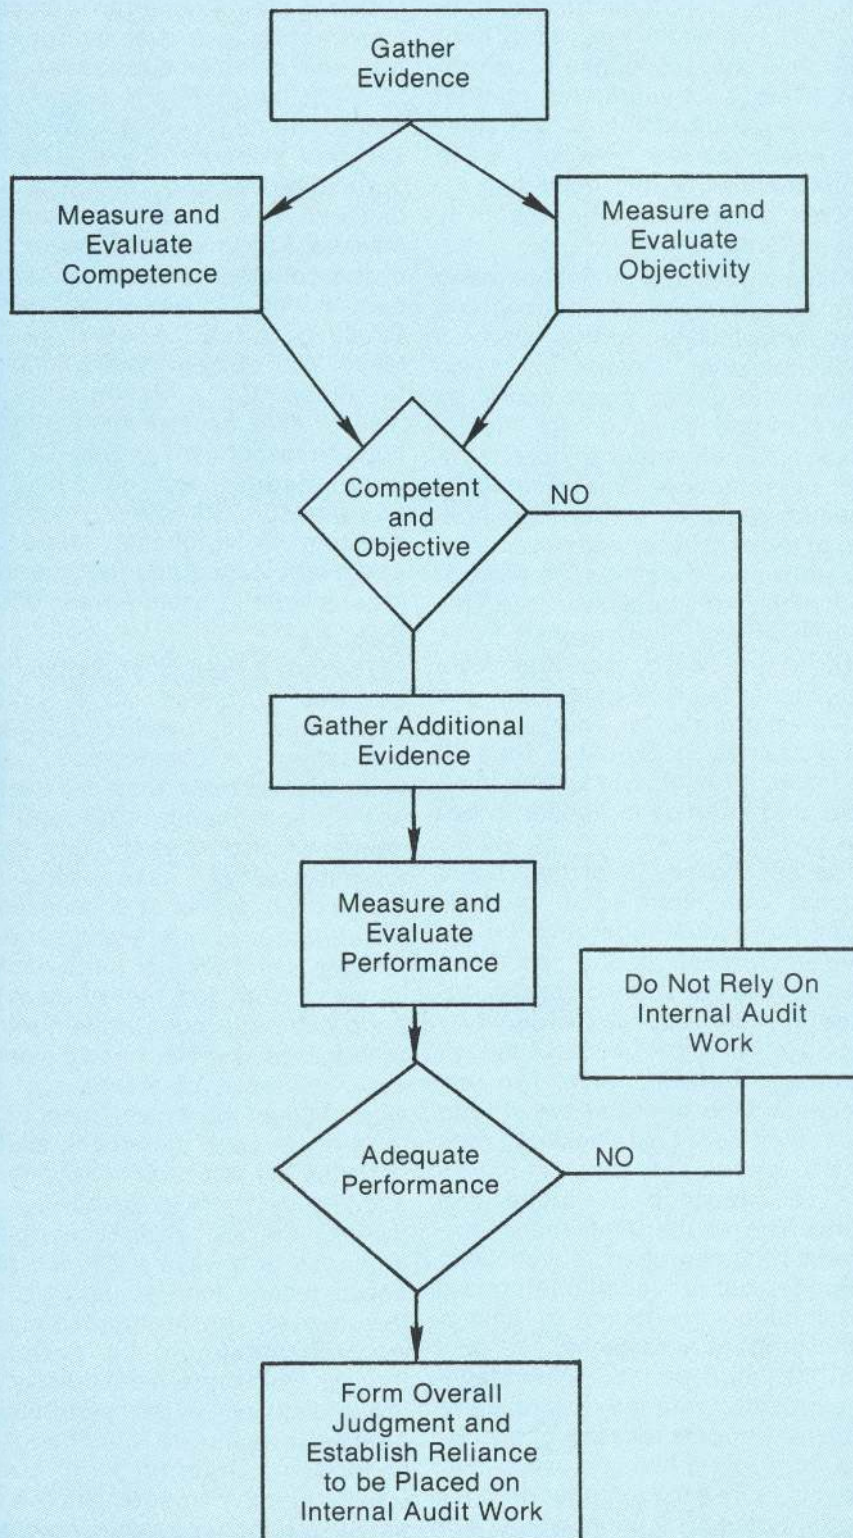 Gather
Evidence
Measure and
Evaluate
Competence
Measure and
Evaluate
Objectivity
Competent
and
Objective
NO
Gather Additional
Evidence
Measure and
Evaluate
Performance
Do Not Rely On
Internal Audit
Work
Adequate
Performance
NO
Form Overall
Judgment and
Establish Reliance
to be Placed on
Internal Audit Work